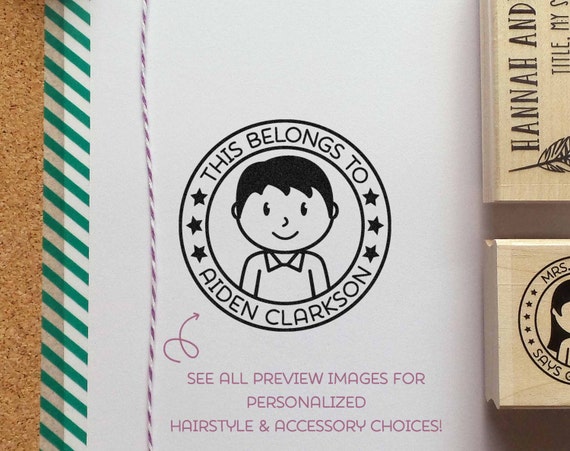 THIS BELONGS TO
AIDEN CLARKSON
SEE ALL PREVIEW IMAGES FOR
PERSONALIZED
HAIRSTYLE & ACCESSORY CHOICES!
HANNAH AND
TITLE, MY S
MRS.
SAYS G